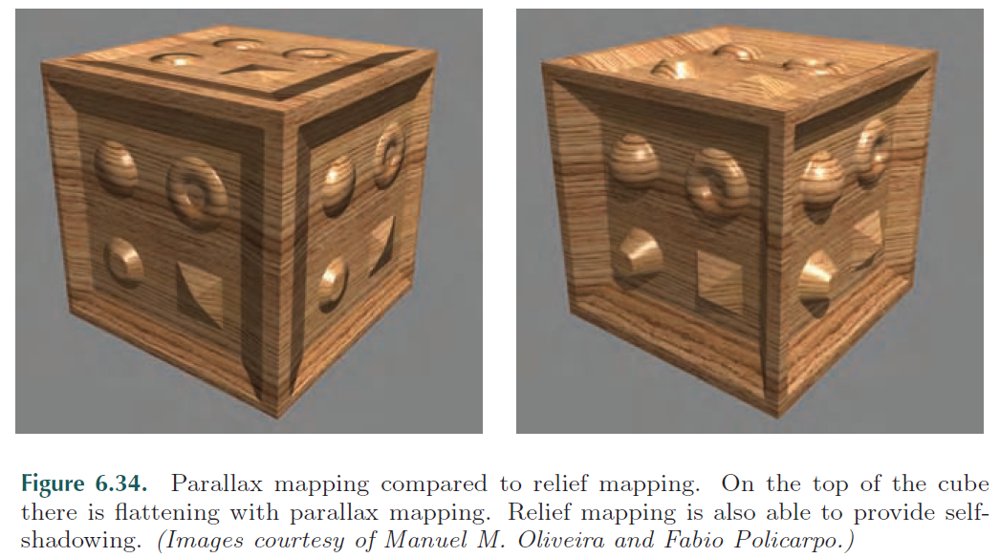 Figure 6.34. Parallax mapping compared to relief mapping. On the top of the cube
there is flattening with parallax mapping. Relief mapping is also able to provide self-
shadowing. (Images courtesy of Manuel M. Oliveira and Fabio Policarpo.)